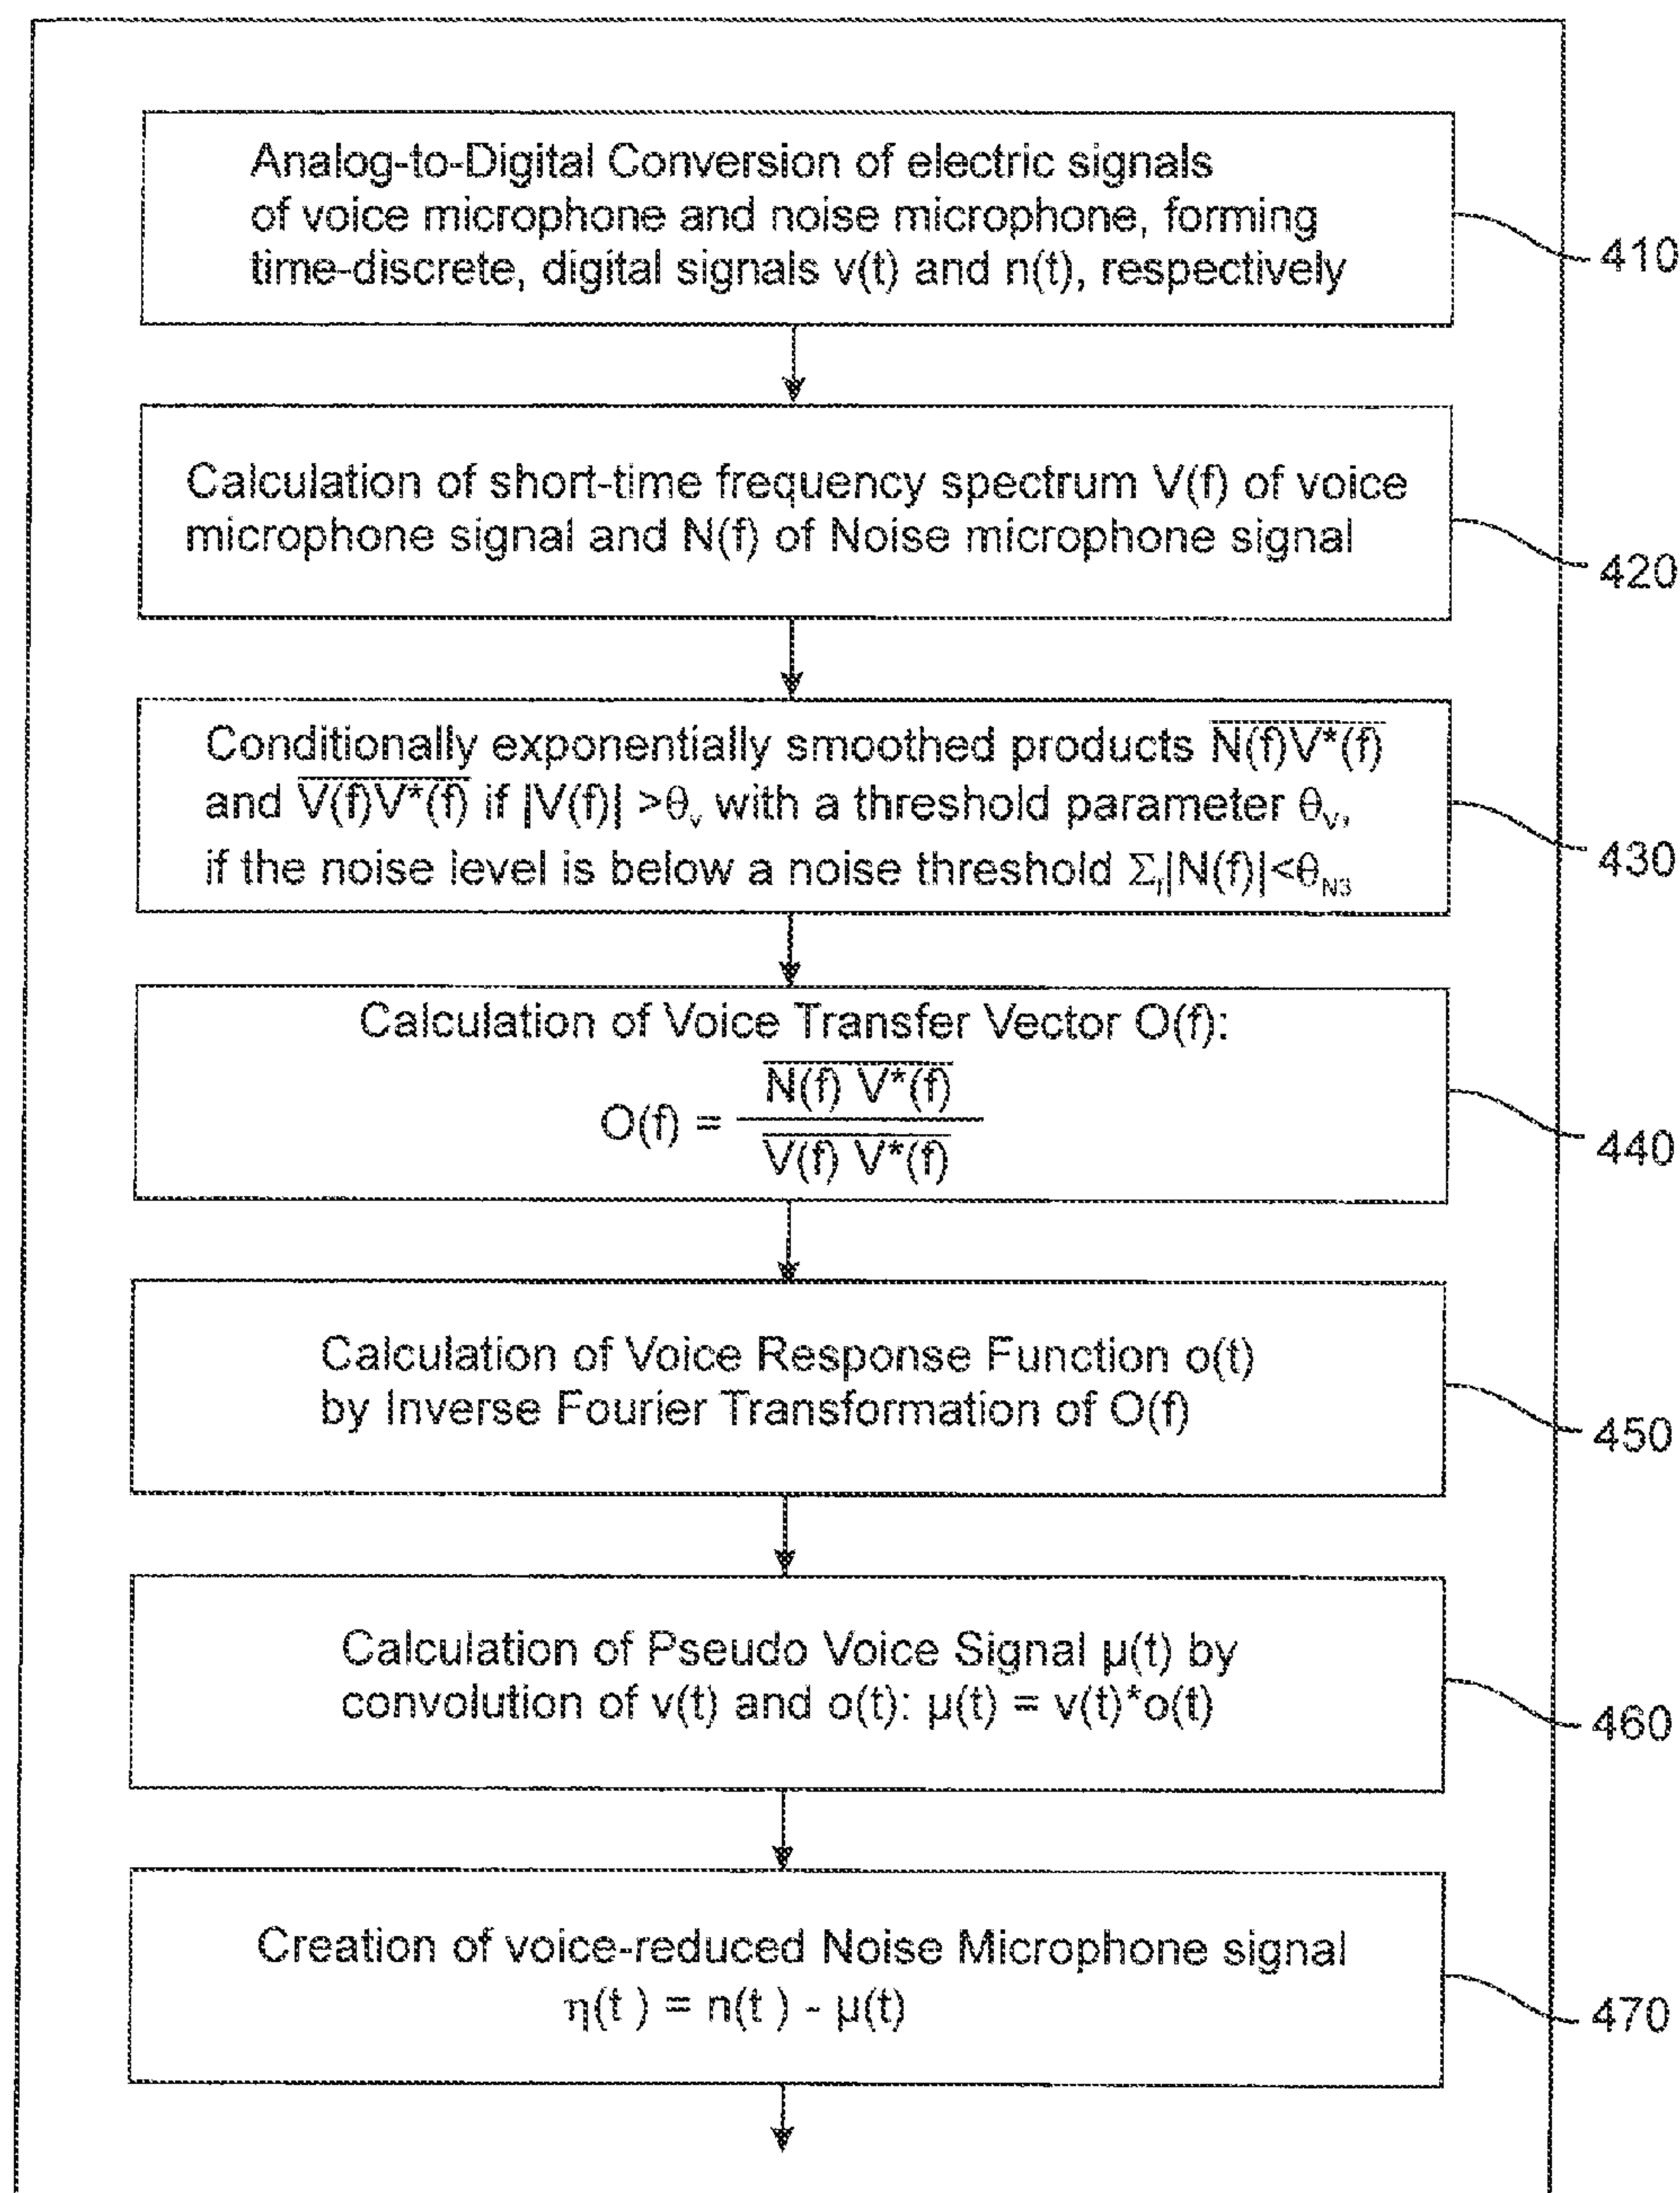 Analog-to-Digital Conversion of electric signals
of voice microphone and noise microphone, forming
time-discrete, digital signals v(t) and n(t), respectively
410
Calculation of short-time frequency spectrum V(f) of voice
microphone signal and N(f) of Noise microphone signal
420
Conditionally exponentially smoothed products N(f)V*(f)
and V(f)V*(f) if |V(f)| >θv with a threshold parameter θv,
if the noise level is below a noise threshold Σf|N(f)|<θN3
430
Calculation of Voice Transfer Vector O(f):
N(f) V*(f)
O(f) =
V(f) V*(f)
440
Calculation of Voice Response Function o(t)
by Inverse Fourier Transformation of O(f)
450
Calculation of Pseudo Voice Signal µ(t) by
convolution of v(t) and o(t): µ(t) = v(t)*o(t)
460
Creation of voice-reduced Noise Microphone signal
η(t ) = n(t ) - µ(t)
470